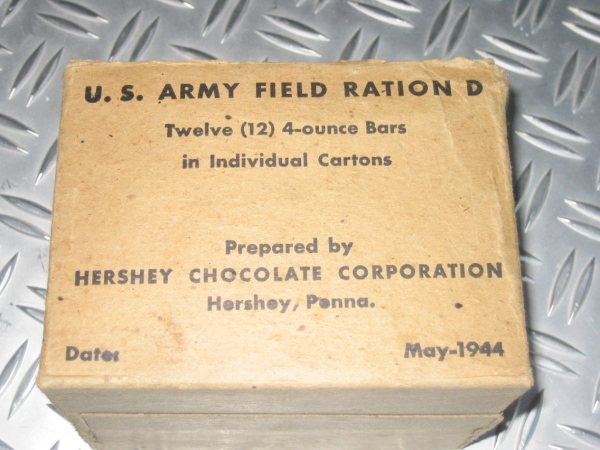 U. S. ARMY FIELD RATION D
Twelve (12) 4-ounce Bars
in Individual Cartons
Prepared by
HERSHEY CHOCOLATE CORPORATION
Hershey, Penna.
Date: May-1944